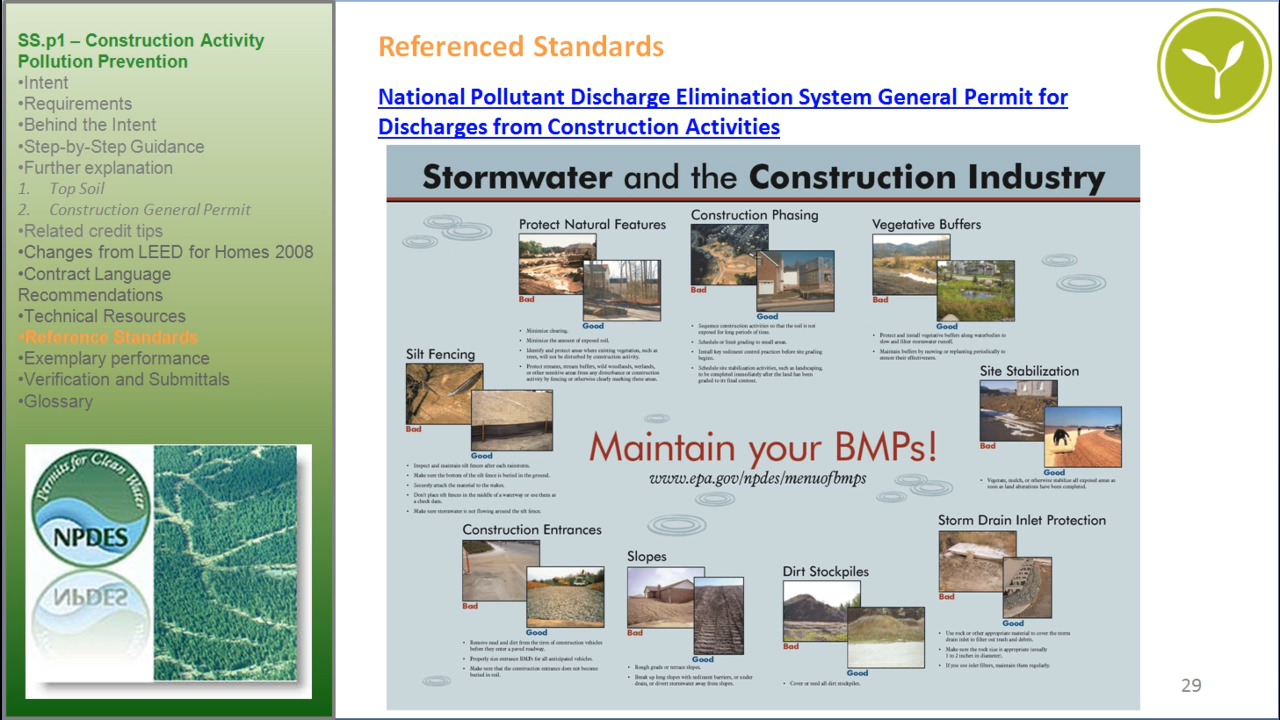 SS.p1 – Construction Activity
Pollution Prevention
•Intent
•Requirements
•Behind the Intent
•Step-by-Step Guidance
•Further explanation
1. Top Soil
2. Construction General Permit
•Related credit tips
•Changes from LEED for Homes 2008
•Contract Language
Recommendations
•Technical Resources
•Reference Standards
•Exemplary performance
•Verification and Submittals
•Glossary
NPDES
Referenced Standards
National Pollutant Discharge Elimination System General Permit for
Discharges from Construction Activities
Stormwater and the Construction Industry
Protect Natural Features
Bad
Good
• Minimize clearing.
• Minimize the amount of exposed soil.
• Identify and protect areas where existing vegetation, such as
trees, will not be disturbed by construction activity.
• Protect streams, stream buffers, wild woodlands, wetlands,
or other sensitive areas from any disturbance or construction
activity by fencing or otherwise clearly marking these areas.
Construction Phasing
Bad
Good
• Sequence construction activities so that the soil is not
exposed for long periods of time.
• Schedule or limit grading to small areas.
• Install key sediment control practices before site grading
begins.
• Schedule site stabilization activities, such as landscaping,
to be completed immediately after the land has been
graded to its final contour.
Vegetative Buffers
Bad
Good
• Protect and install vegetative buffers along waterbodies to
slow and filter stormwater runoff.
• Maintain buffers by mowing or replanting periodically to
ensure their effectiveness.
Silt Fencing
Bad
Good
• Inspect and maintain silt fences after each rainstorm.
• Make sure the bottom of the silt fence is buried in the ground.
• Securely attach the material to the stakes.
• Don't place silt fences in the middle of a waterway or use them as
a check dam.
• Make sure stormwater is not flowing around the silt fence.
Maintain your BMPs!
www.epa.gov/npdes/menuofbmps
Site Stabilization
Bad
Good
• Vegetate, mulch, or otherwise stabilize all exposed areas as
soon as land alterations have been completed.
Construction Entrances
Bad
Good
• Remove mud and dirt from the tires of construction vehicles
before they enter a paved roadway.
• Properly size entrance BMPs for all anticipated vehicles.
• Make sure that the construction entrance does not become
buried in soil.
Slopes
Bad
Good
• Rough grade or terrace slopes.
• Break up long slopes with sediment barriers, or under
drain, or divert stormwater away from slopes.
Dirt Stockpiles
Bad
Good
• Cover or seed all dirt stockpiles.
Storm Drain Inlet Protection
Bad
Good
• Use rock or other appropriate material to cover the storm
drain inlet to filter out trash and debris.
• Make sure the rock size is appropriate (usually
1 to 2 inches in diameter).
• If you use inlet filters, maintain them regularly.
29